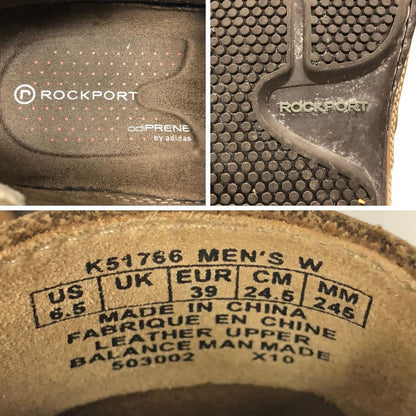 ROCKPORT
adiPRENE
by adidas
ROCKPORT
K51766 MEN'S W
US UK EUR CM MM
6.5 39 24.5 245
MADE IN CHINA
FABRIQUE EN CHINE
LEATHER UPPER
BALANCE MAN MADE
503002 X10